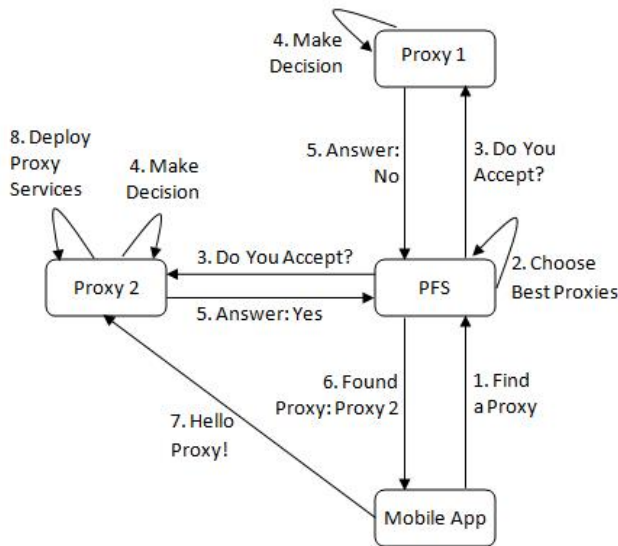 4. Make
Decision
Proxy 1
8. Deploy
Proxy
Services
4. Make
Decision
5. Answer:
No
3. Do You
Accept?
3. Do You Accept?
Proxy 2
PFS
2. Choose
Best Proxies
5. Answer: Yes
6. Found
Proxy: Proxy 2
1. Find
a Proxy
7. Hello
Proxy!
Mobile App